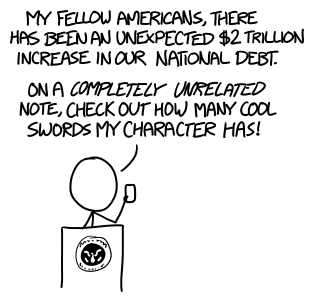 MY FELLOW AMERICANS, THERE
HAS BEEN AN UNEXPECTED $2 TRILLION
INCREASE IN OUR NATIONAL DEBT.
ON A COMPLETELY UNRELATED
NOTE, CHECK OUT HOW MANY COOL
SWORDS MY CHARACTER HAS!